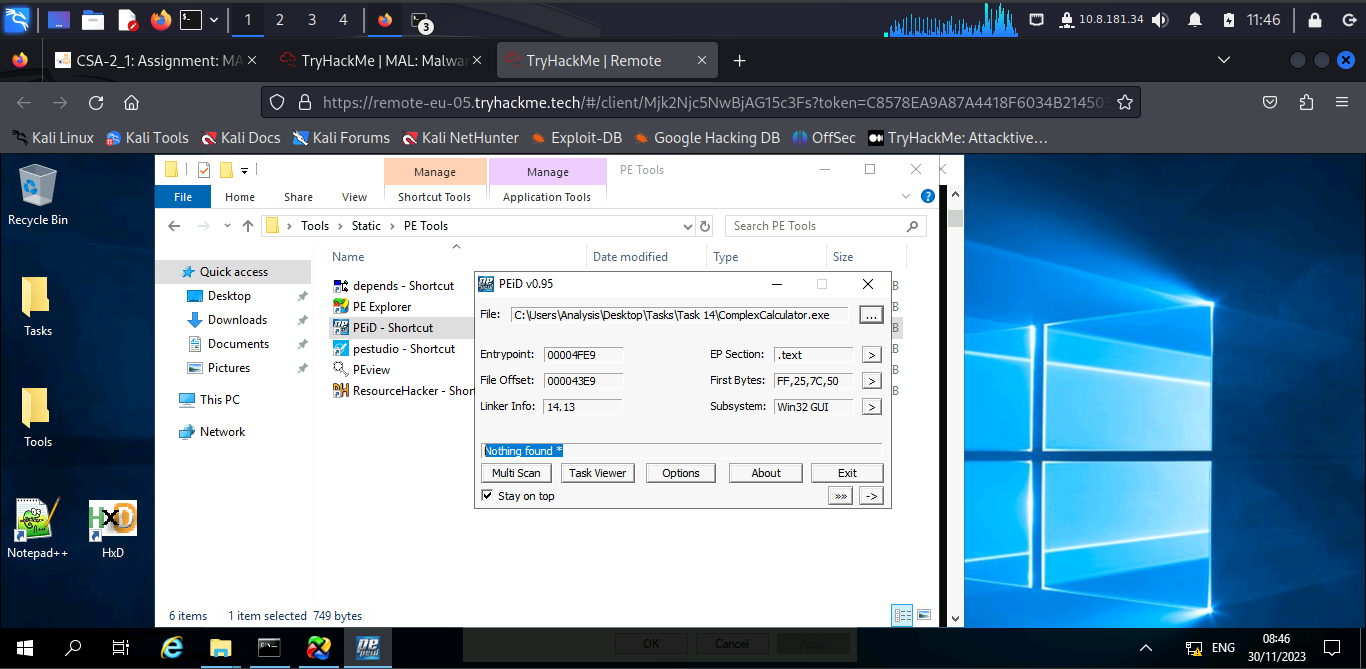 1 2 3 4 3 10.8.181.34 11:46
CSA-2_1: Assignment: MA TryHackMe | MAL: Malwar TryHackMe | Remote
https://remote-eu-05.tryhackme.tech/#/client/Mjk2Njc5NwBjAG15c3Fs?token=C8578EA9A87A4418F6034B21450
Kali Linux Kali Tools Kali Docs Kali Forums Kali NetHunter Exploit-DB Google Hacking DB OffSec TryHackMe: Attacktive…
Recycle Bin
Tasks
Tools
Notepad++ HxD
Manage Manage PE Tools
File Home Share View Shortcut Tools Application Tools
Tools Static PE Tools Search PE Tools
Name Date modified Type Size
Quick access
Desktop
Downloads
Documents
Pictures
This PC
Network
depends - Shortcut B
PE Explorer B
PEiD - Shortcut B
pestudio - Shortcut B
PEview B
ResourceHacker - Shor B
PEiD v0.95
File: C:\Users\Analysis\Desktop\Tasks\Task 14\ComplexCalculator.exe ...
Entrypoint: 00004FE9 EP Section: .text >
File Offset: 000043E9 First Bytes: FF,25,7C,50 >
Linker Info: 14.13 Subsystem: Win32 GUI >
Nothing found *
Multi Scan Task Viewer Options About Exit
Stay on top »» ->
6 items 1 item selected 749 bytes
OK Cancel Apply
ENG 08:46
30/11/2023